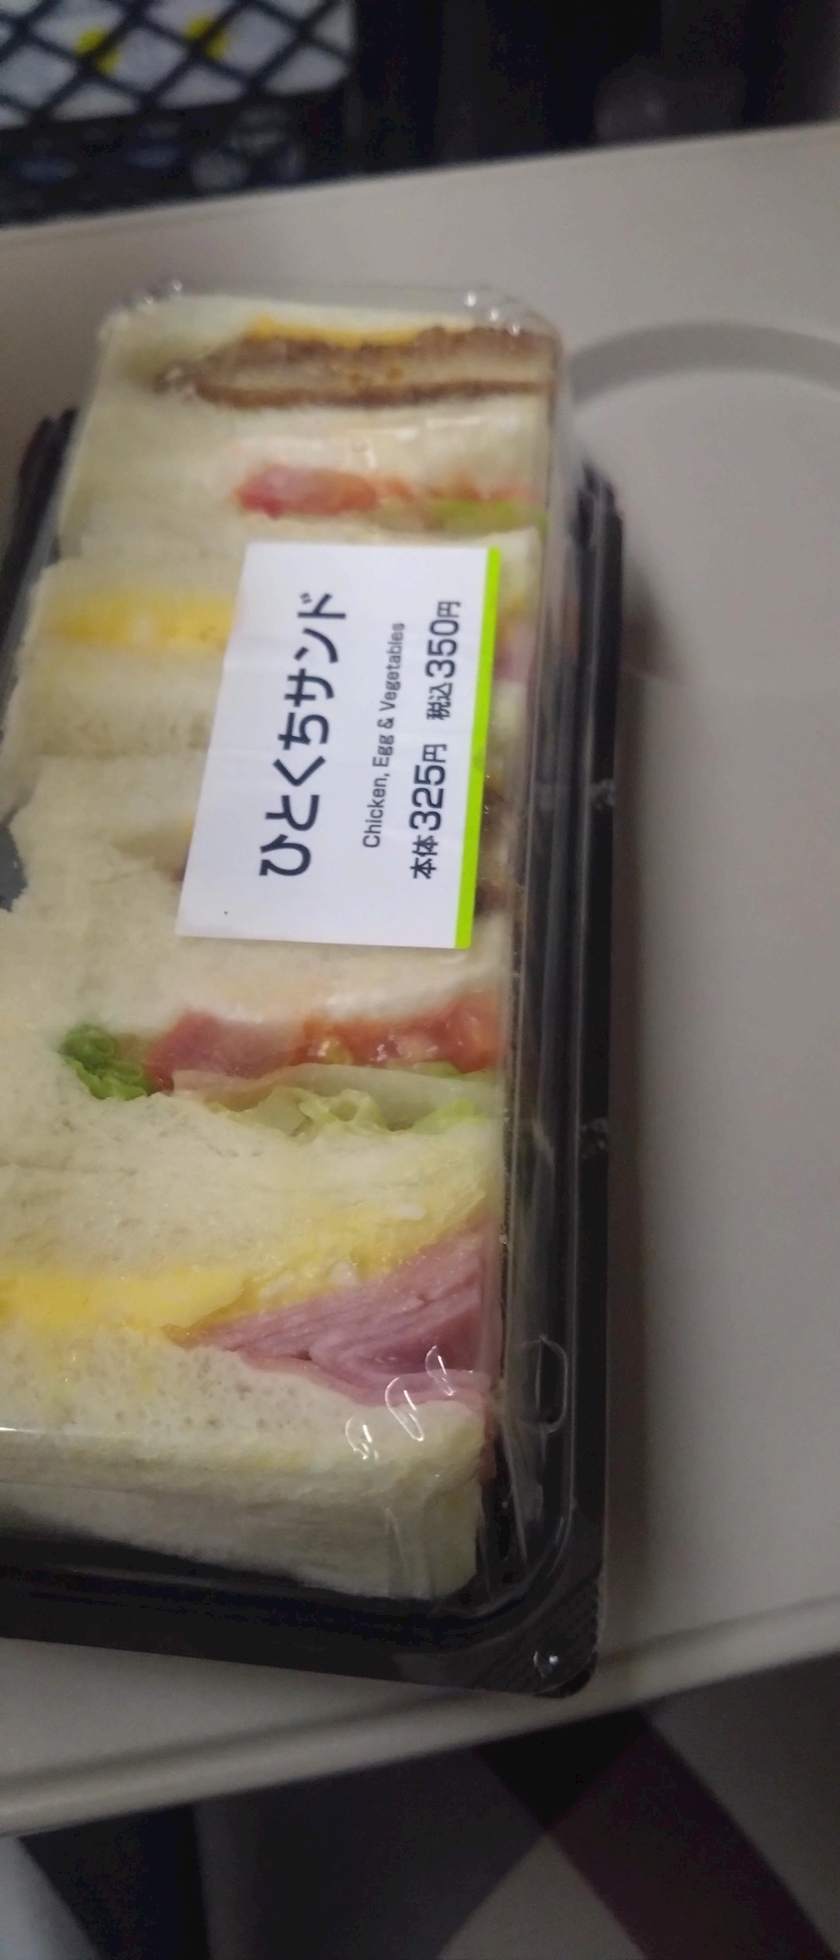 ひとくちサンド
Chicken, Egg & Vegetables
本体325円 税込350円